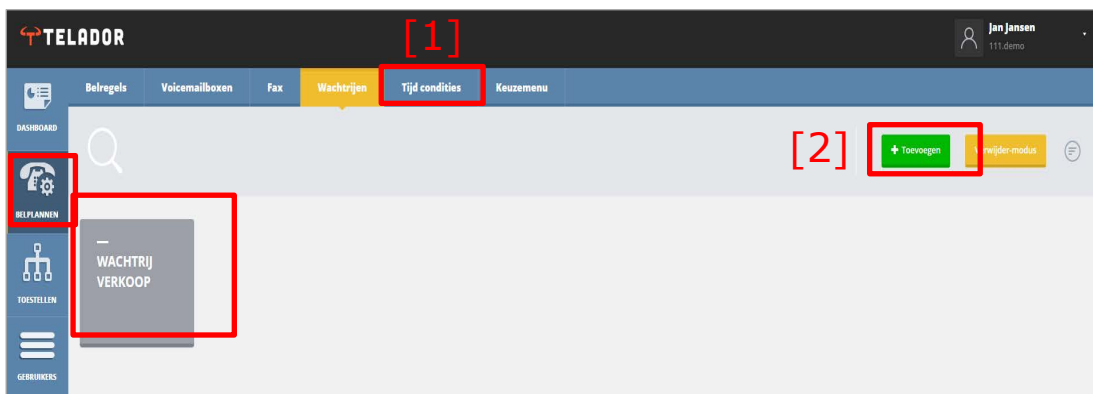 TELADOR
[1]
Jan Jansen
111.demo
Belregels Voicemailboxen Fax Wachtrijen Tijd condities Keuzemenu
DASHBOARD
[2]
+ Toevoegen
Verwijder-modus
BELPLANNEN
WACHTRIJ
VERKOOP
TOESTELLEN
GEBRUIKERS